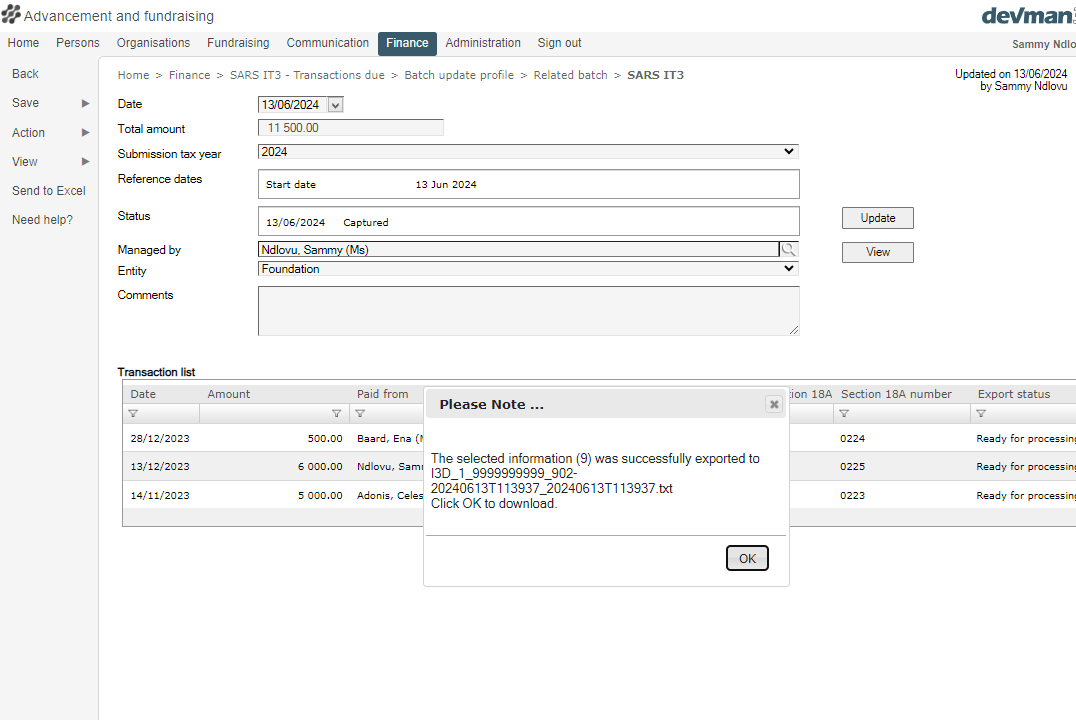 Advancement and fundraising
devman
Home Persons Organisations Fundraising Communication Finance Administration Sign out
Sammy Ndlo
Back
Save
Action
View
Send to Excel
Need help?
Home > Finance > SARS IT3 - Transactions due > Batch update profile > Related batch > SARS IT3
Updated on 13/06/2024
by Sammy Ndlovu
Date 13/06/2024
Total amount 11 500.00
Submission tax year 2024
Reference dates Start date 13 Jun 2024
Status 13/06/2024 Captured
Update
Managed by Ndlovu, Sammy (Ms)
View
Entity Foundation
Comments
Transaction list
Date Amount Paid from ion 18A Section 18A number Export status
28/12/2023 500.00 Baard, Ena ( 0224 Ready for processing
13/12/2023 6 000.00 Ndlovu, Sam 0225 Ready for processing
14/11/2023 5 000.00 Adonis, Celes 0223 Ready for processing
Please Note ...
The selected information (9) was successfully exported to
I3D_1_9999999999_902-
20240613T113937_20240613T113937.txt
Click OK to download.
OK